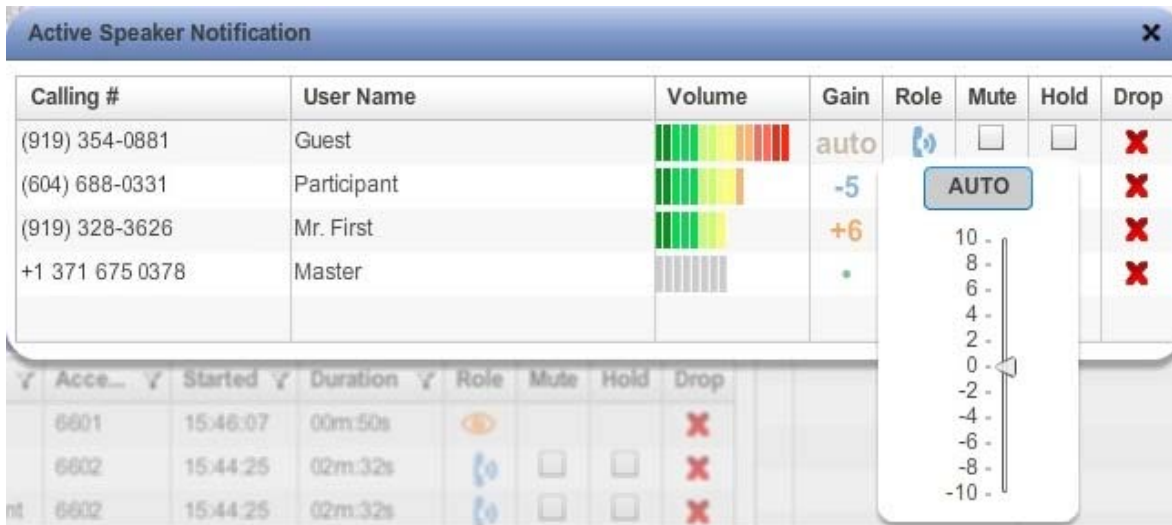 Active Speaker Notification
Calling # User Name Volume Gain Role Mute Hold Drop
(919) 354-0881 Guest auto
(604) 688-0331 Participant -5
(919) 328-3626 Mr. First +6
+1 371 675 0378 Master
AUTO
10
8
6
4
2
0
-2
-4
-6
-8
-10
Acce... Started Duration Role Mute Hold Drop
6601 15:46:07 00m:50s
6602 15:44:25 02m:32s
nt 6602 15:44:25 02m:32s